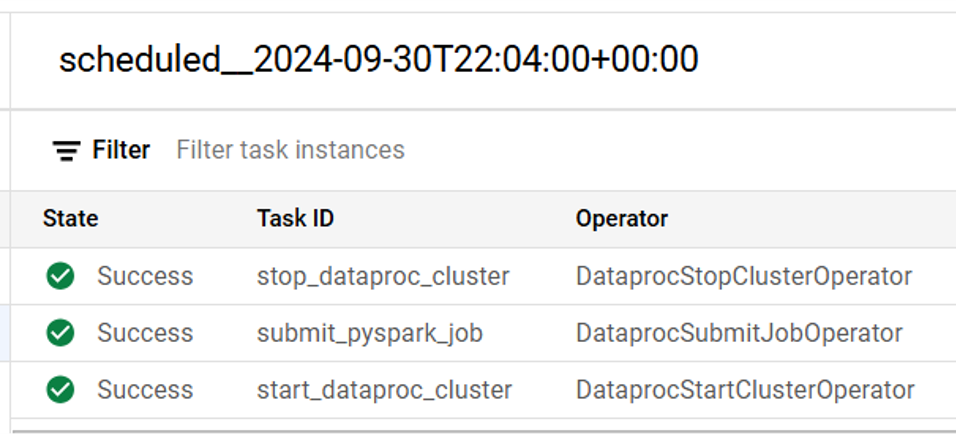 scheduled__2024-09-30T22:04:00+00:00
Filter Filter task instances
State Task ID Operator
Success stop_dataproc_cluster DataprocStopClusterOperator
Success submit_pyspark_job DataprocSubmitJobOperator
Success start_dataproc_cluster DataprocStartClusterOperator